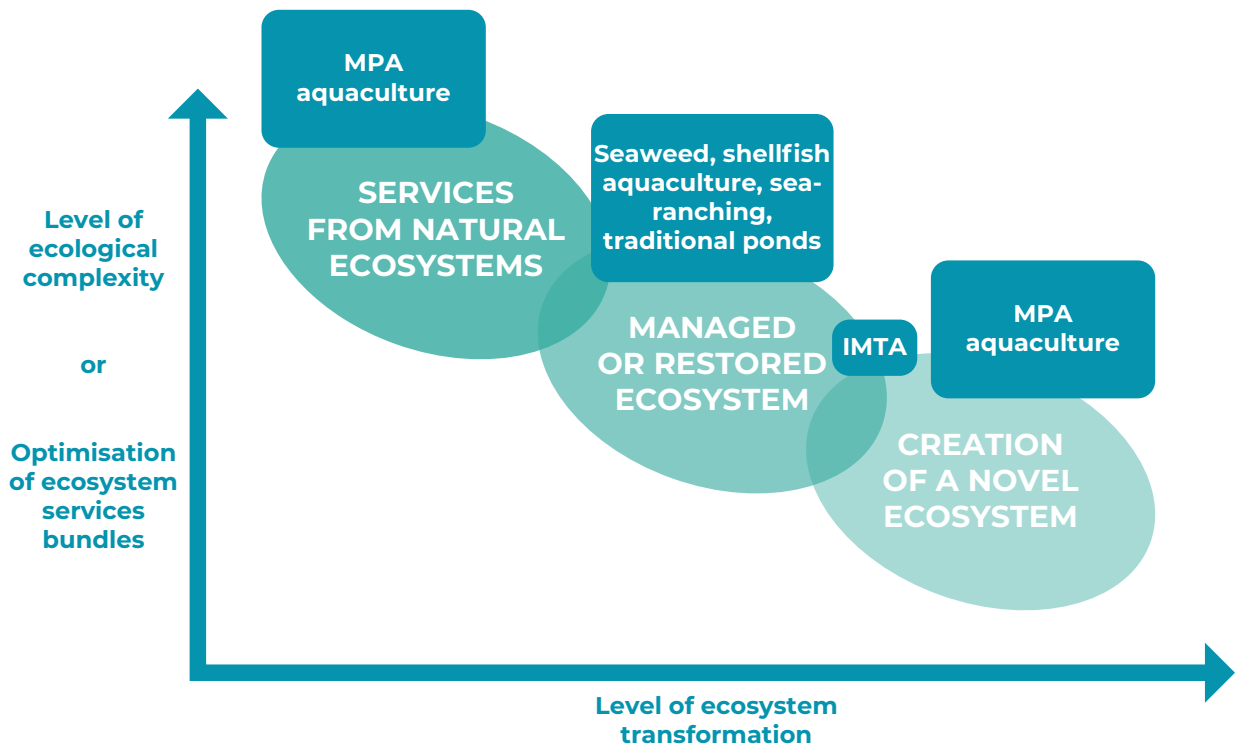 MPA
aquaculture
Seaweed, shellfish
aquaculture, sea-
ranching,
traditional ponds
SERVICES
FROM NATURAL
ECOSYSTEMS
Level of
ecological
complexity
or
Optimisation
of ecosystem
services
bundles
MANAGED
OR RESTORED
ECOSYSTEM
IMTA
MPA
aquaculture
CREATION
OF A NOVEL
ECOSYSTEM
Level of ecosystem
transformation